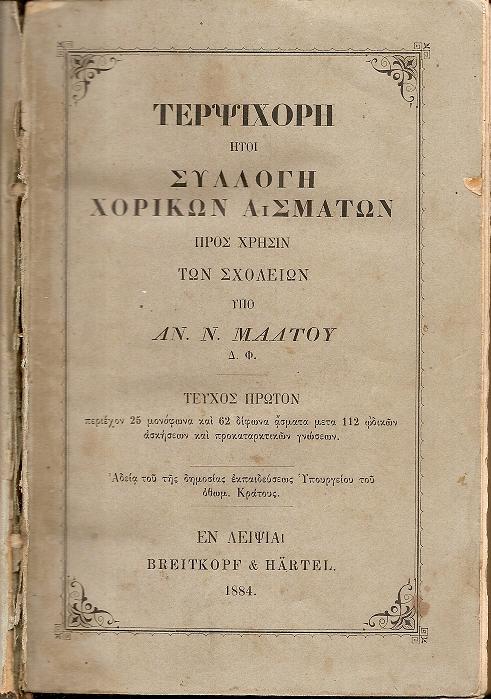 ΤΕΡΨΙΧΟΡΗ
ΗΤΟΙ
ΣΥΛΛΟΓΗ
ΧΟΡΙΚΩΝ ΑιΣΜΑΤΩΝ
ΠΡΟΣ ΧΡΗΣΙΝ
ΤΩΝ ΣΧΟΛΕΙΩΝ
ΥΠΟ
ΑΝ. Ν. ΜΑΛΤΟΥ
Δ. Φ.
ΤΕΥΧΟΣ ΠΡΩΤΟΝ
περιέχον 25 μονόφωνα καὶ 62 δίφωνα ᾄσματα μετα 112 ᾠδικῶν
ἀσκήσεων καὶ προκαταρκτικῶν γνώσεων.
Ἀδείᾳ τοῦ τῆς δημοσίας ἐκπαιδεύσεως Ὑπουργείου τοῦ
ὀθωμ. Κράτους.
ΕΝ ΛΕΙΨΙΑι
BREITKOPF & HÄRTEL.
1884.